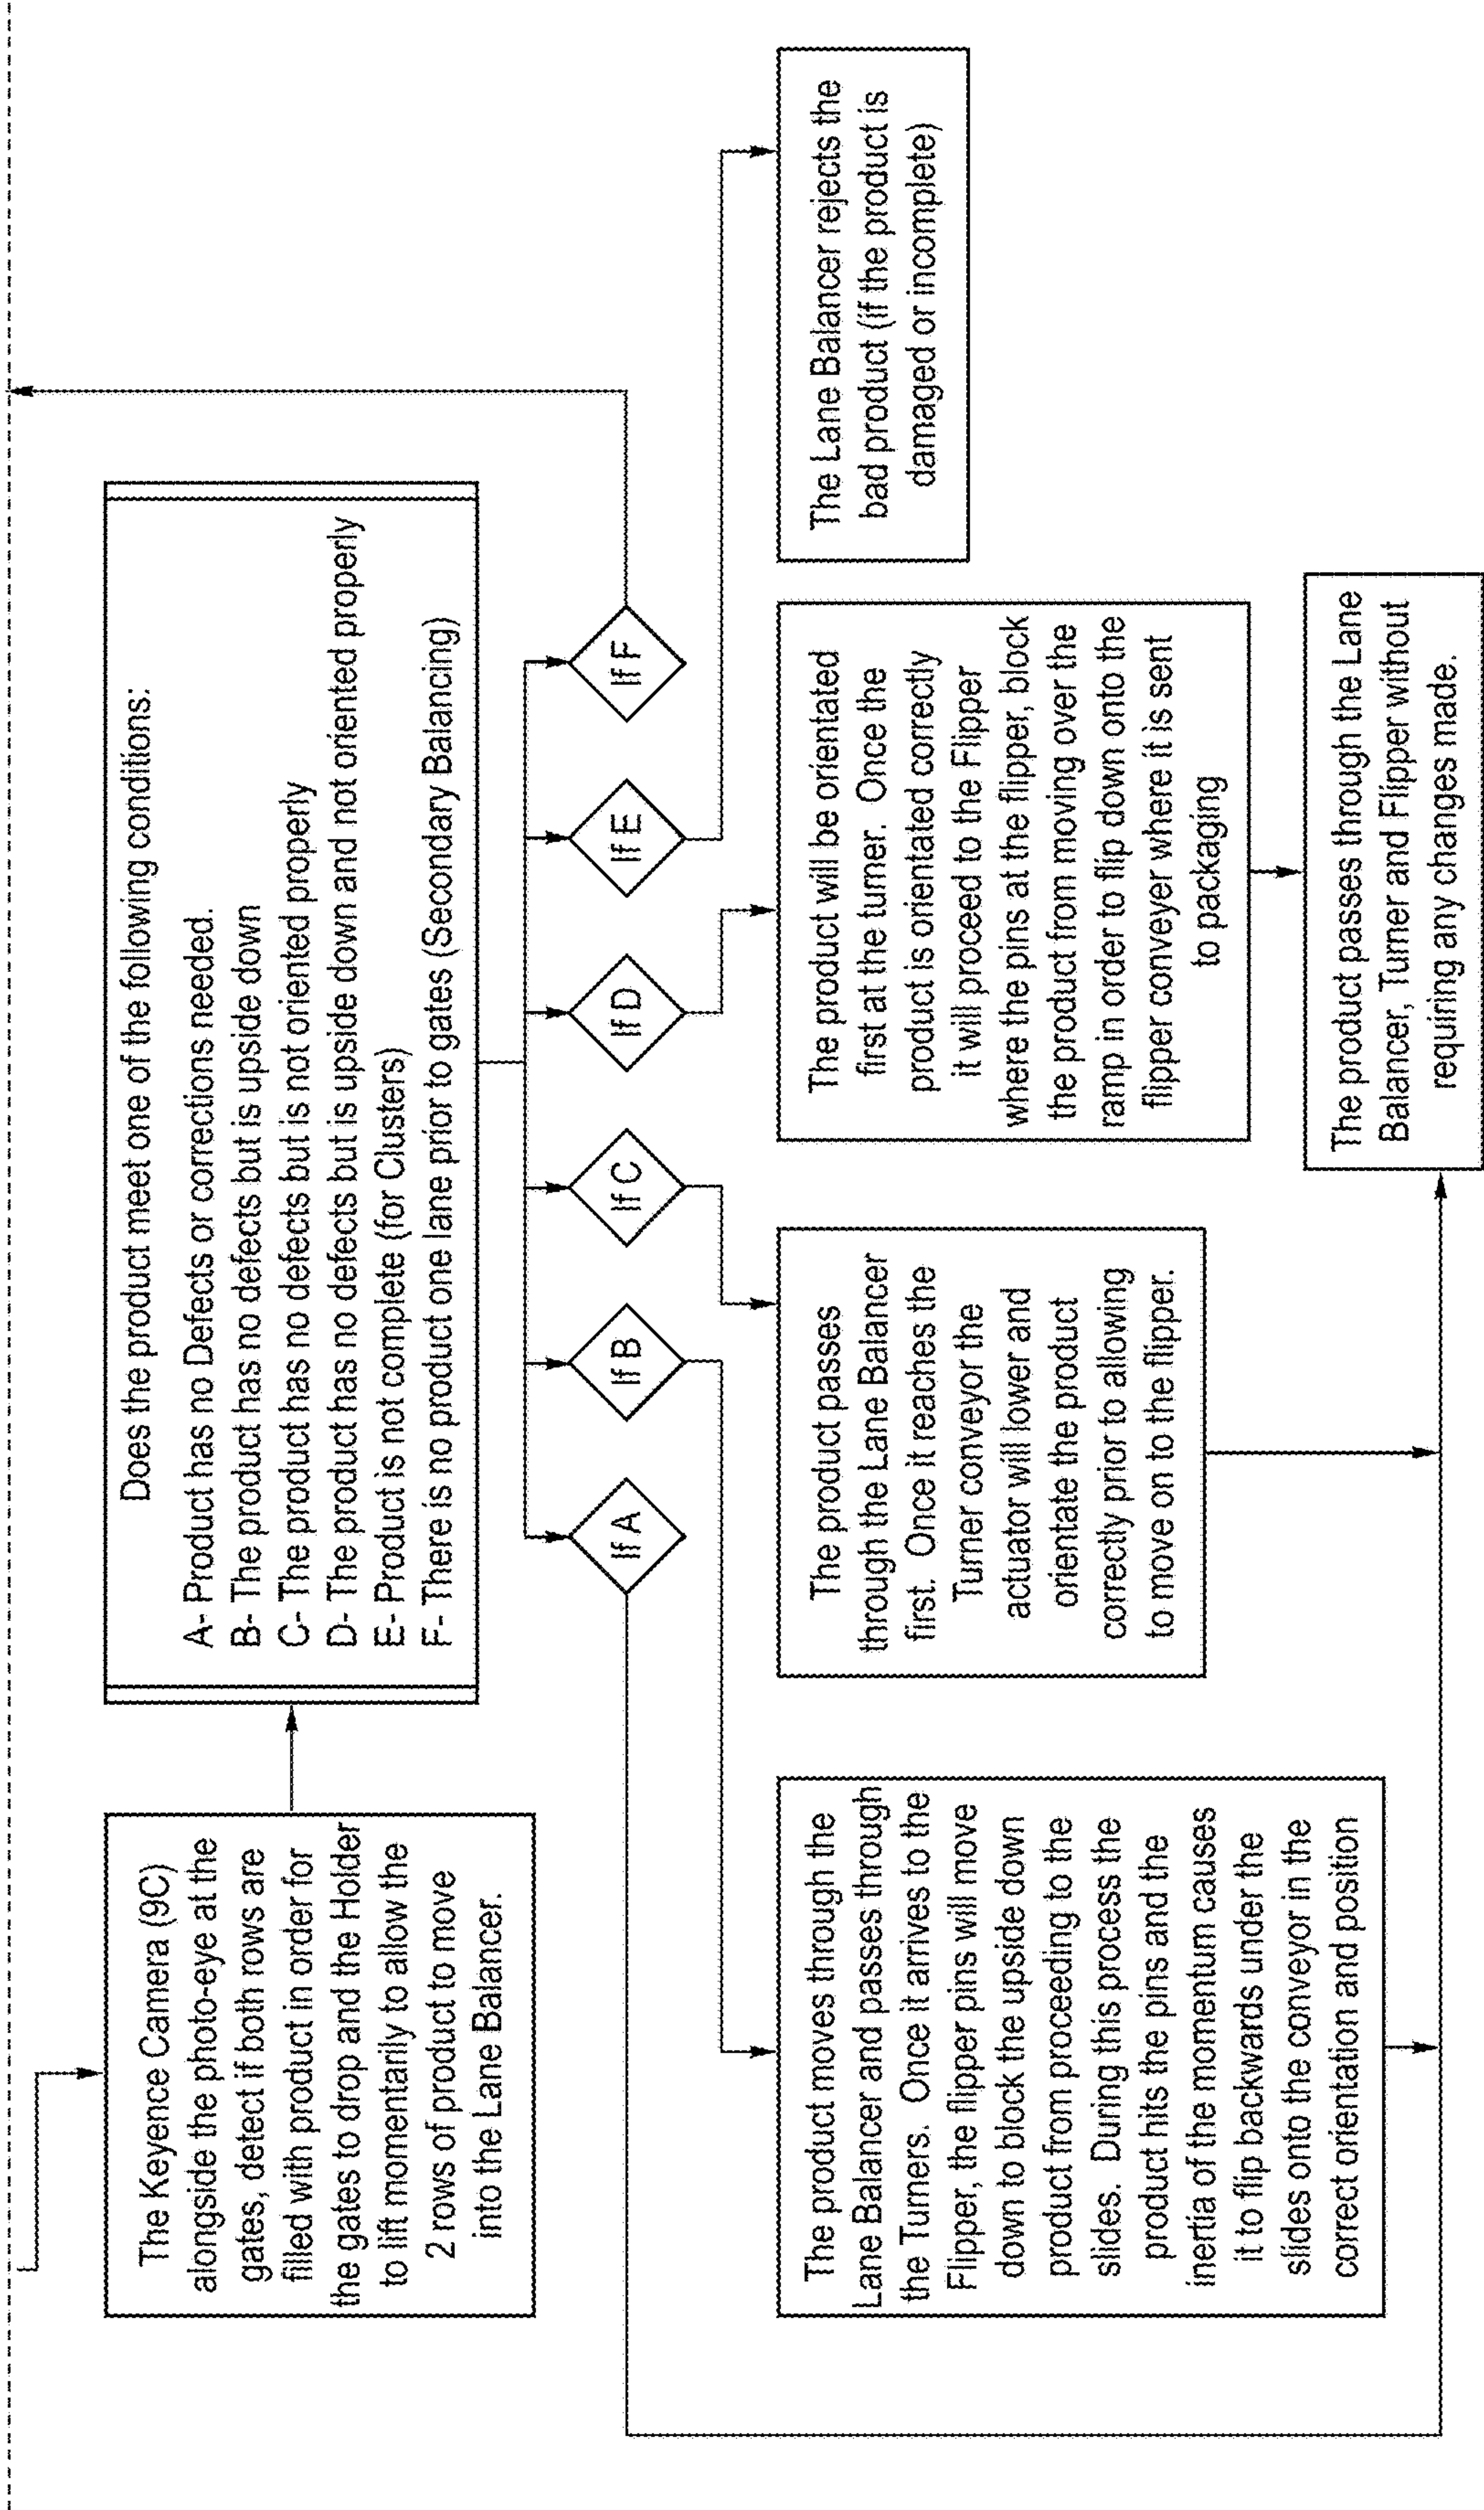 The Keyence Camera (9C)
alongside the photo-eye at the
gates, detect if both rows are
filled with product in order for
the gates to drop and the Holder
to lift momentarily to allow the
2 rows of product to move
into the Lane Balancer.
Does the product meet one of the following conditions:
A- Product has no Defects or corrections needed.
B- The product has no defects but is upside down
C- The product has no defects but is not oriented properly
D- The product has no defects but is upside down and not oriented properly
E- Product is not complete (for Clusters)
F- There is no product one lane prior to gates (Secondary Balancing)
If A
If B
If C
If D
If E
If F
The product moves through the
Lane Balancer and passes through
the Turners. Once it arrives to the
Flipper, the flipper pins will move
down to block the upside down
product from proceeding to the
slides. During this process the
product hits the pins and the
inertia of the momentum causes
it to flip backwards under the
slides onto the conveyor in the
correct orientation and position
The product passes
through the Lane Balancer
first. Once it reaches the
Turner conveyor the
actuator will lower and
orientate the product
correctly prior to allowing
to move on to the flipper.
The product will be orientated
first at the turner. Once the
product is orientated correctly
it will proceed to the Flipper
where the pins at the flipper, block
the product from moving over the
ramp in order to flip down onto the
flipper conveyer where it is sent
to packaging
The Lane Balancer rejects the
bad product (if the product is
damaged or incomplete)
The product passes through the Lane
Balancer, Turner and Flipper without
requiring any changes made.